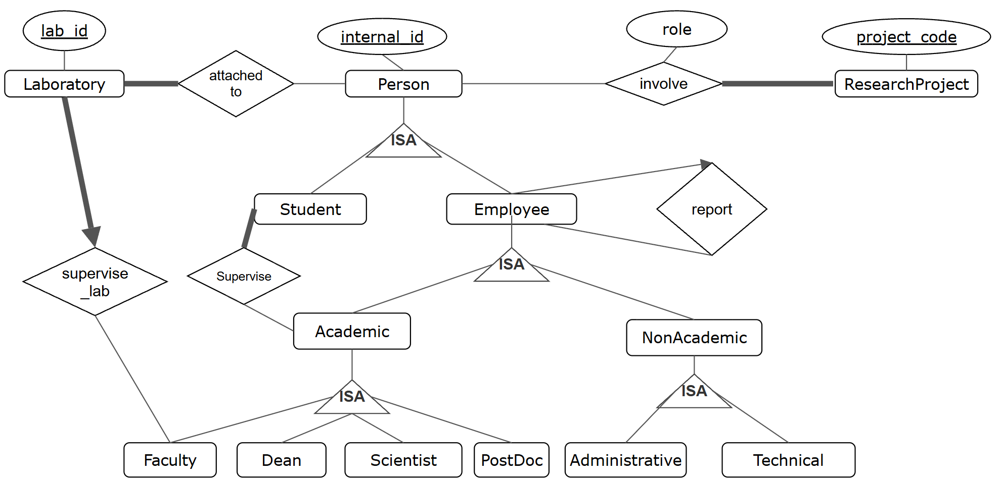 lab_id
internal_id
role
project_code
Laboratory
attached
to
Person
involve
ResearchProject
ISA
Student
Employee
report
ISA
supervise
_lab
Supervise
Academic
NonAcademic
ISA
ISA
Faculty
Dean
Scientist
PostDoc
Administrative
Technical